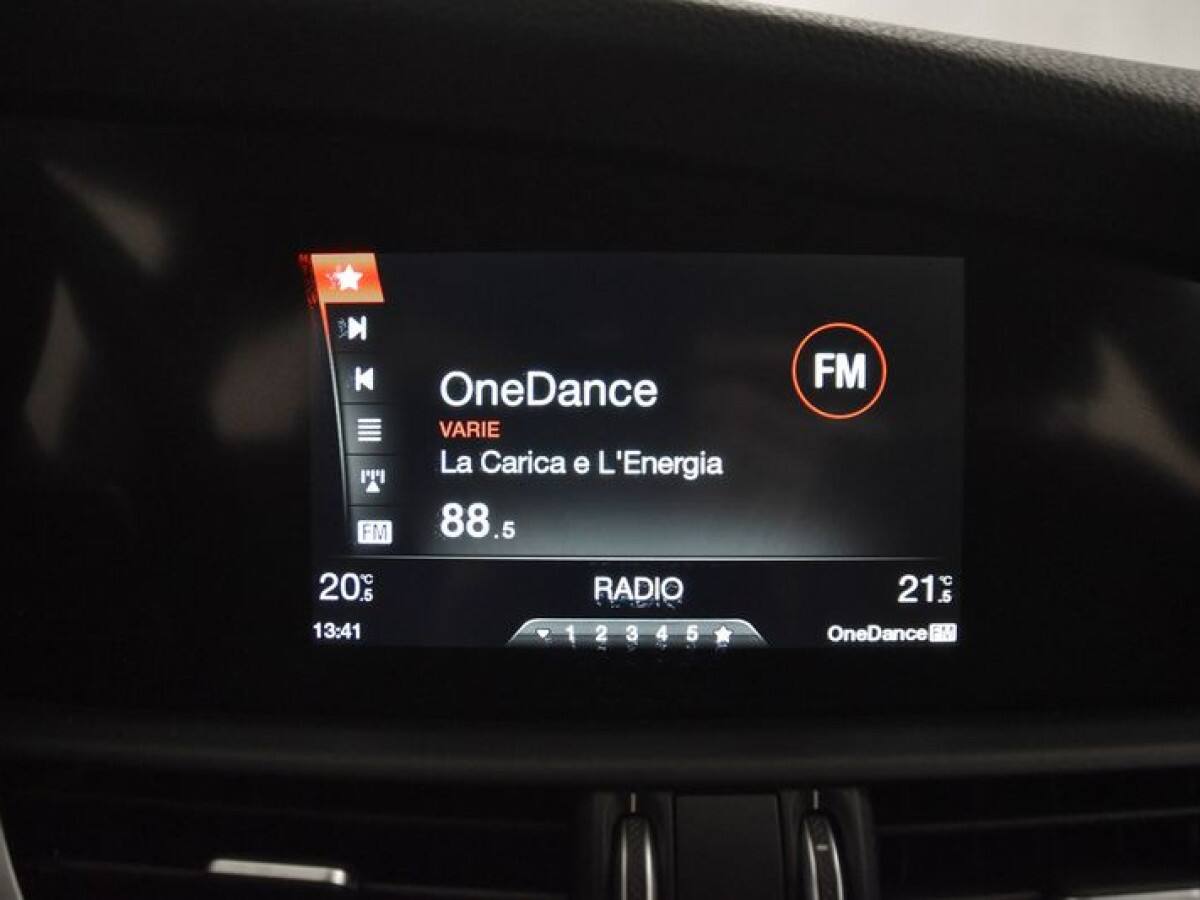 OneDance
FM
VARIE
La Carica e L'Energia
88.5
FM
20.5°C
RADIO
21.5°C
13:41
1 2 3 4 5
OneDance FM